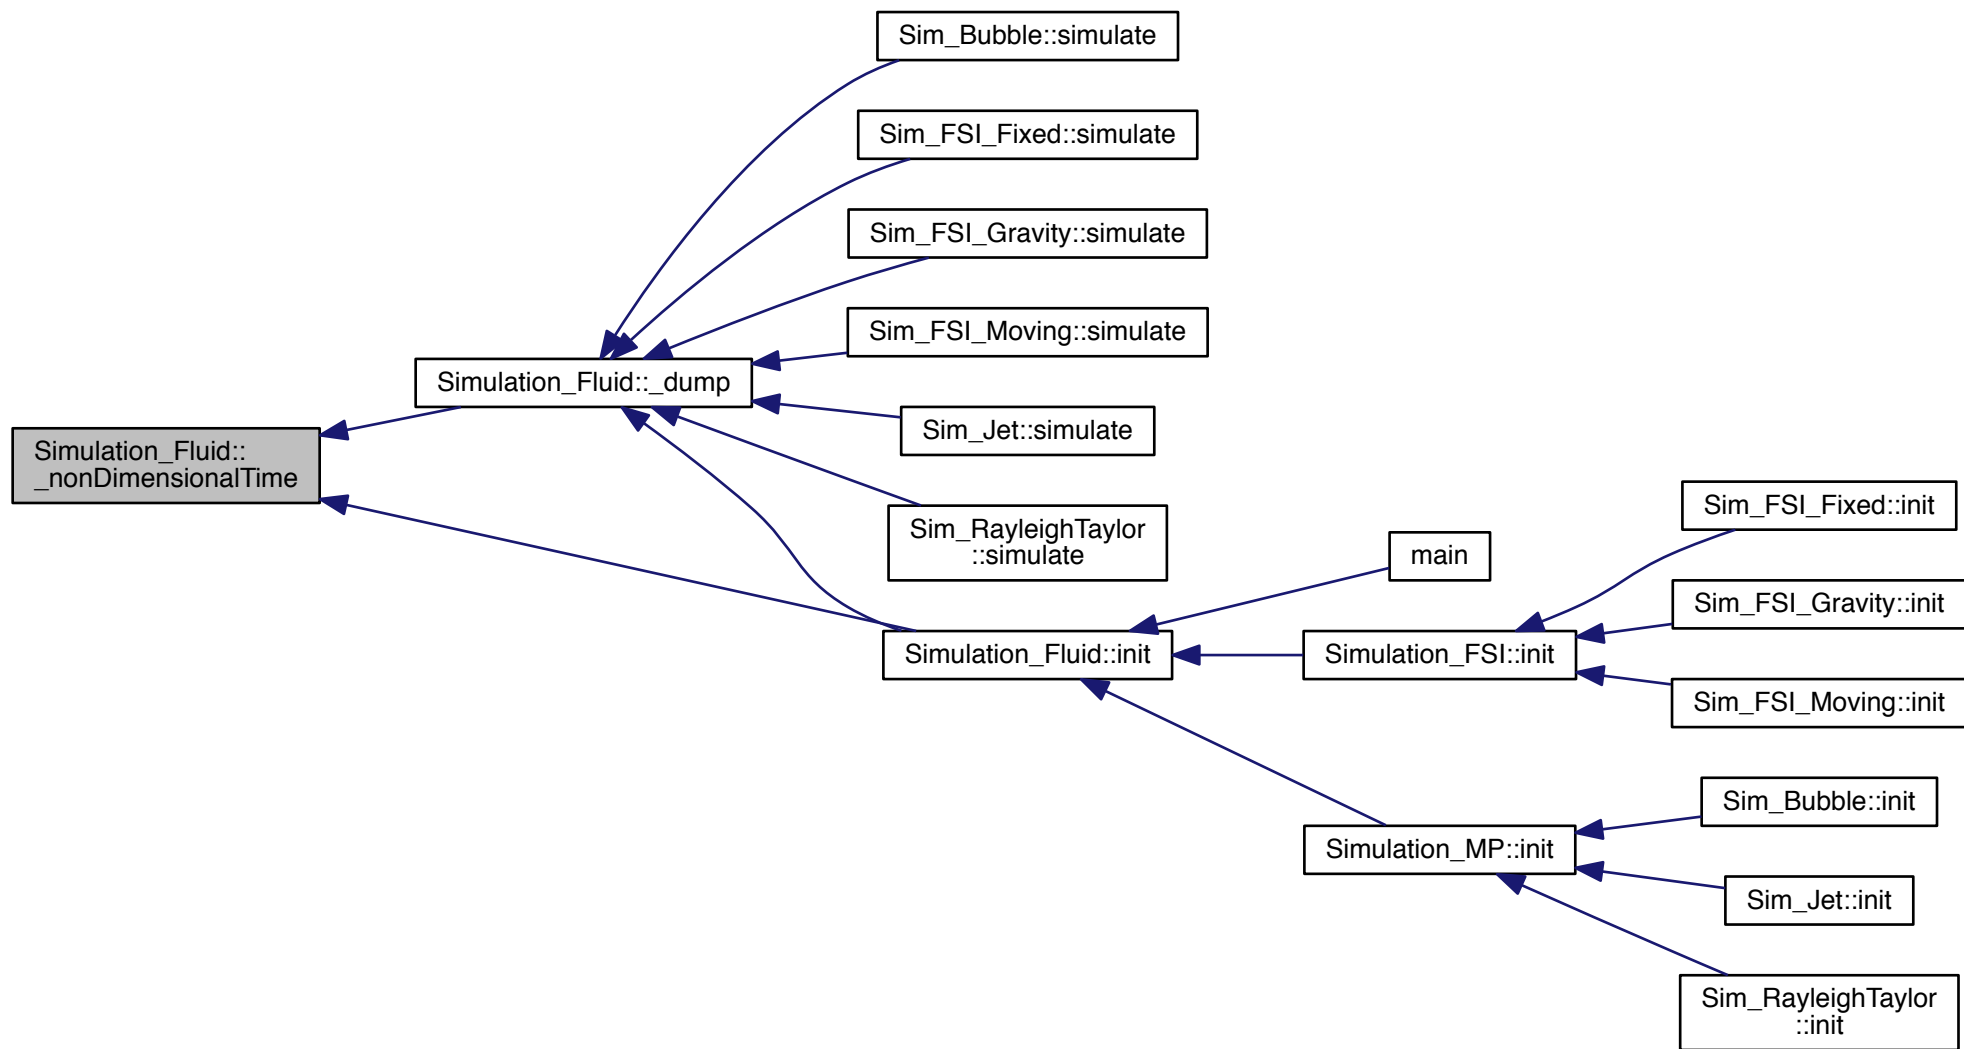 Sim_Bubble::simulate
Sim_FSI_Fixed::simulate
Sim_FSI_Gravity::simulate
Sim_FSI_Moving::simulate
Simulation_Fluid::_dump
Sim_Jet::simulate
Simulation_Fluid::
_nonDimensionalTime
Sim_RayleighTaylor
::simulate
main
Sim_FSI_Fixed::init
Sim_FSI_Gravity::init
Simulation_Fluid::init
Simulation_FSI::init
Sim_FSI_Moving::init
Sim_Bubble::init
Simulation_MP::init
Sim_Jet::init
Sim_RayleighTaylor
::init